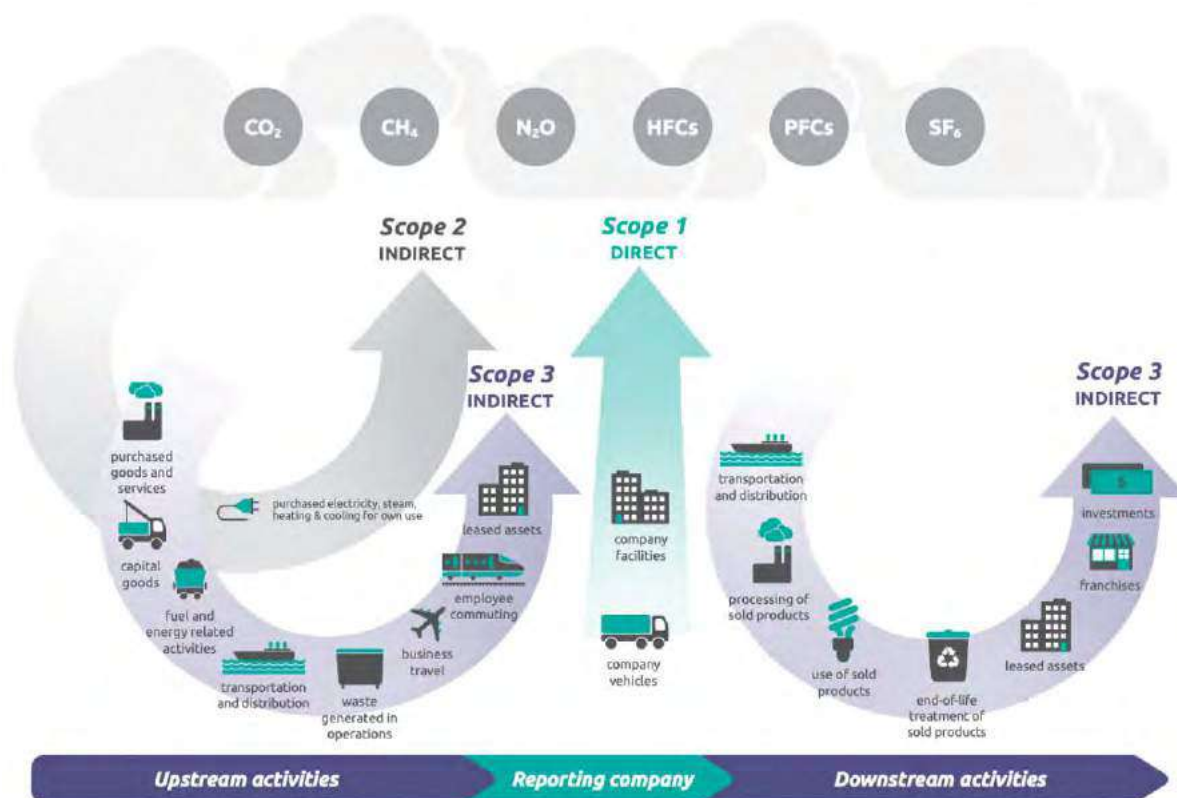 CO₂
CH₄
N₂O
HFCs
PFCs
SF₆
Scope 2
INDIRECT
Scope 1
DIRECT
Scope 3
INDIRECT
Scope 3
INDIRECT
purchased
goods and
services
capital
goods
fuel and
energy related
activities
transportation
and distribution
waste
generated in
operations
business
travel
employee
commuting
leased assets
purchased electricity, steam,
heating & cooling for own use
company
facilities
company
vehicles
transportation
and distribution
processing of
sold products
use of sold
products
end-of-life
treatment of
sold products
leased assets
franchises
$
investments
Upstream activities
Reporting company
Downstream activities